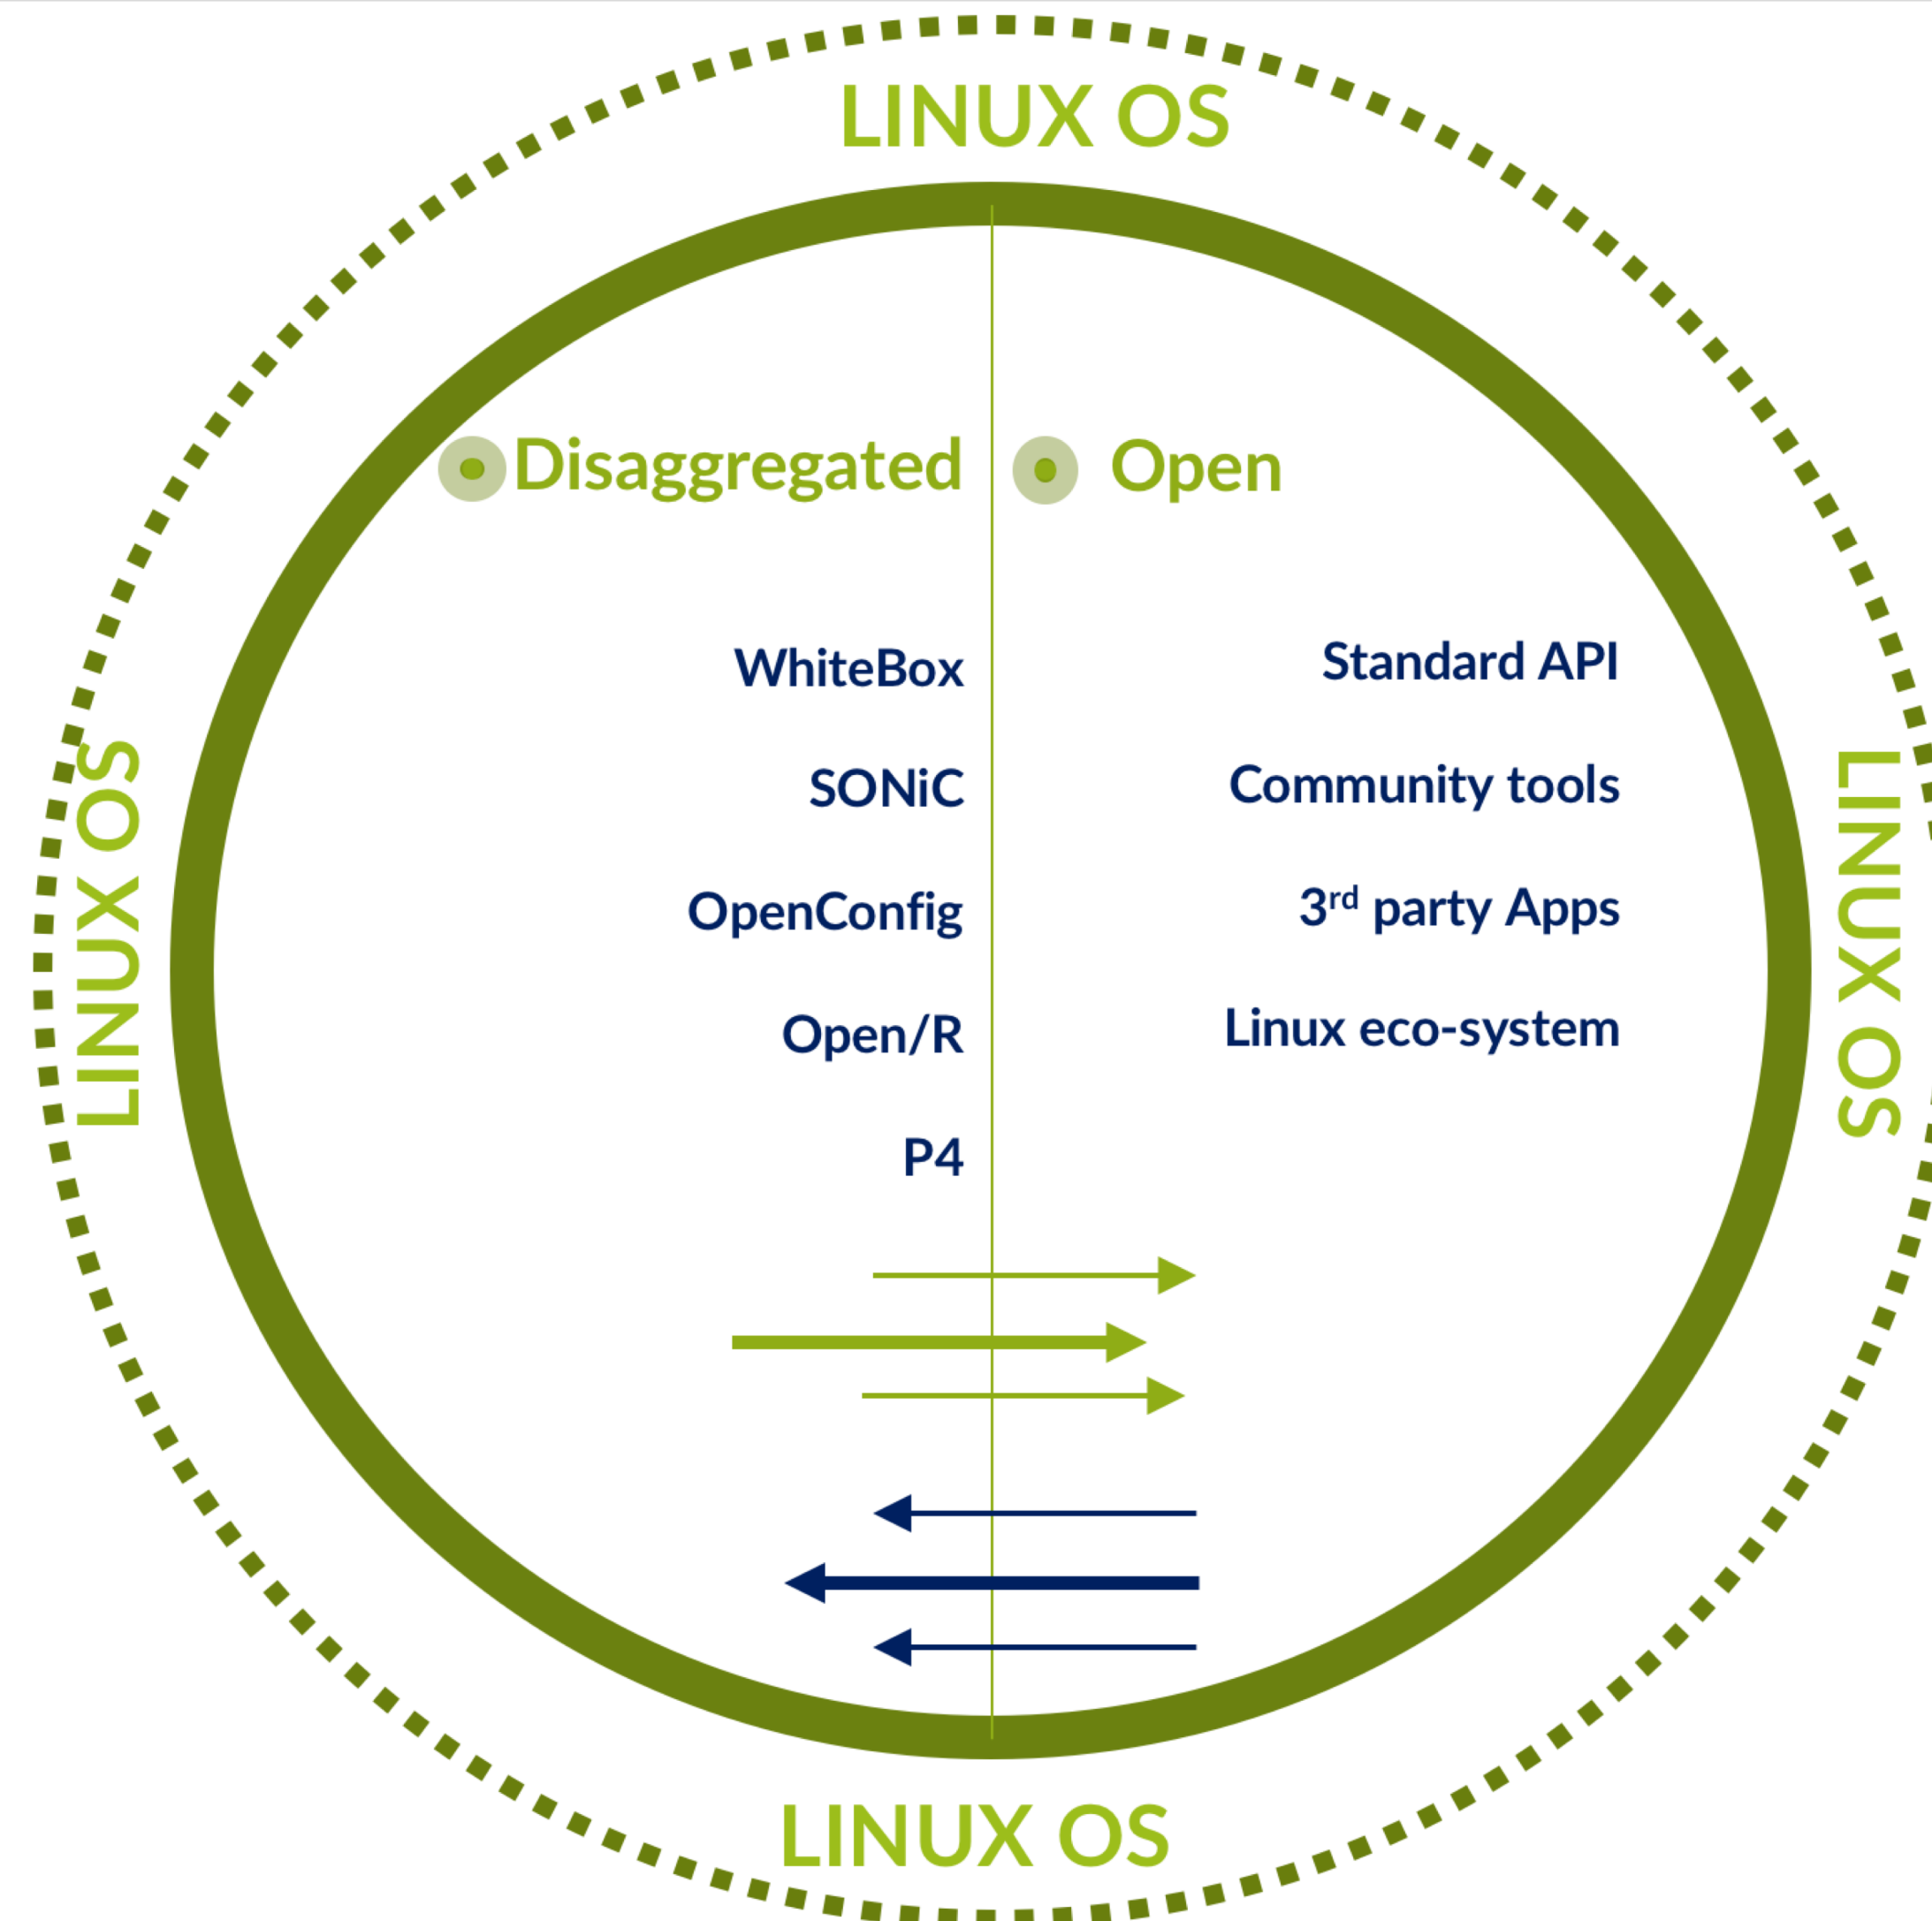 LINUX OS
Disaggregated
Open
WhiteBox
Standard API
SONiC
Community tools
OpenConfig
3rd party Apps
Open/R
Linux eco-system
P4
LINUX OS
LINUX OS
LINUX OS